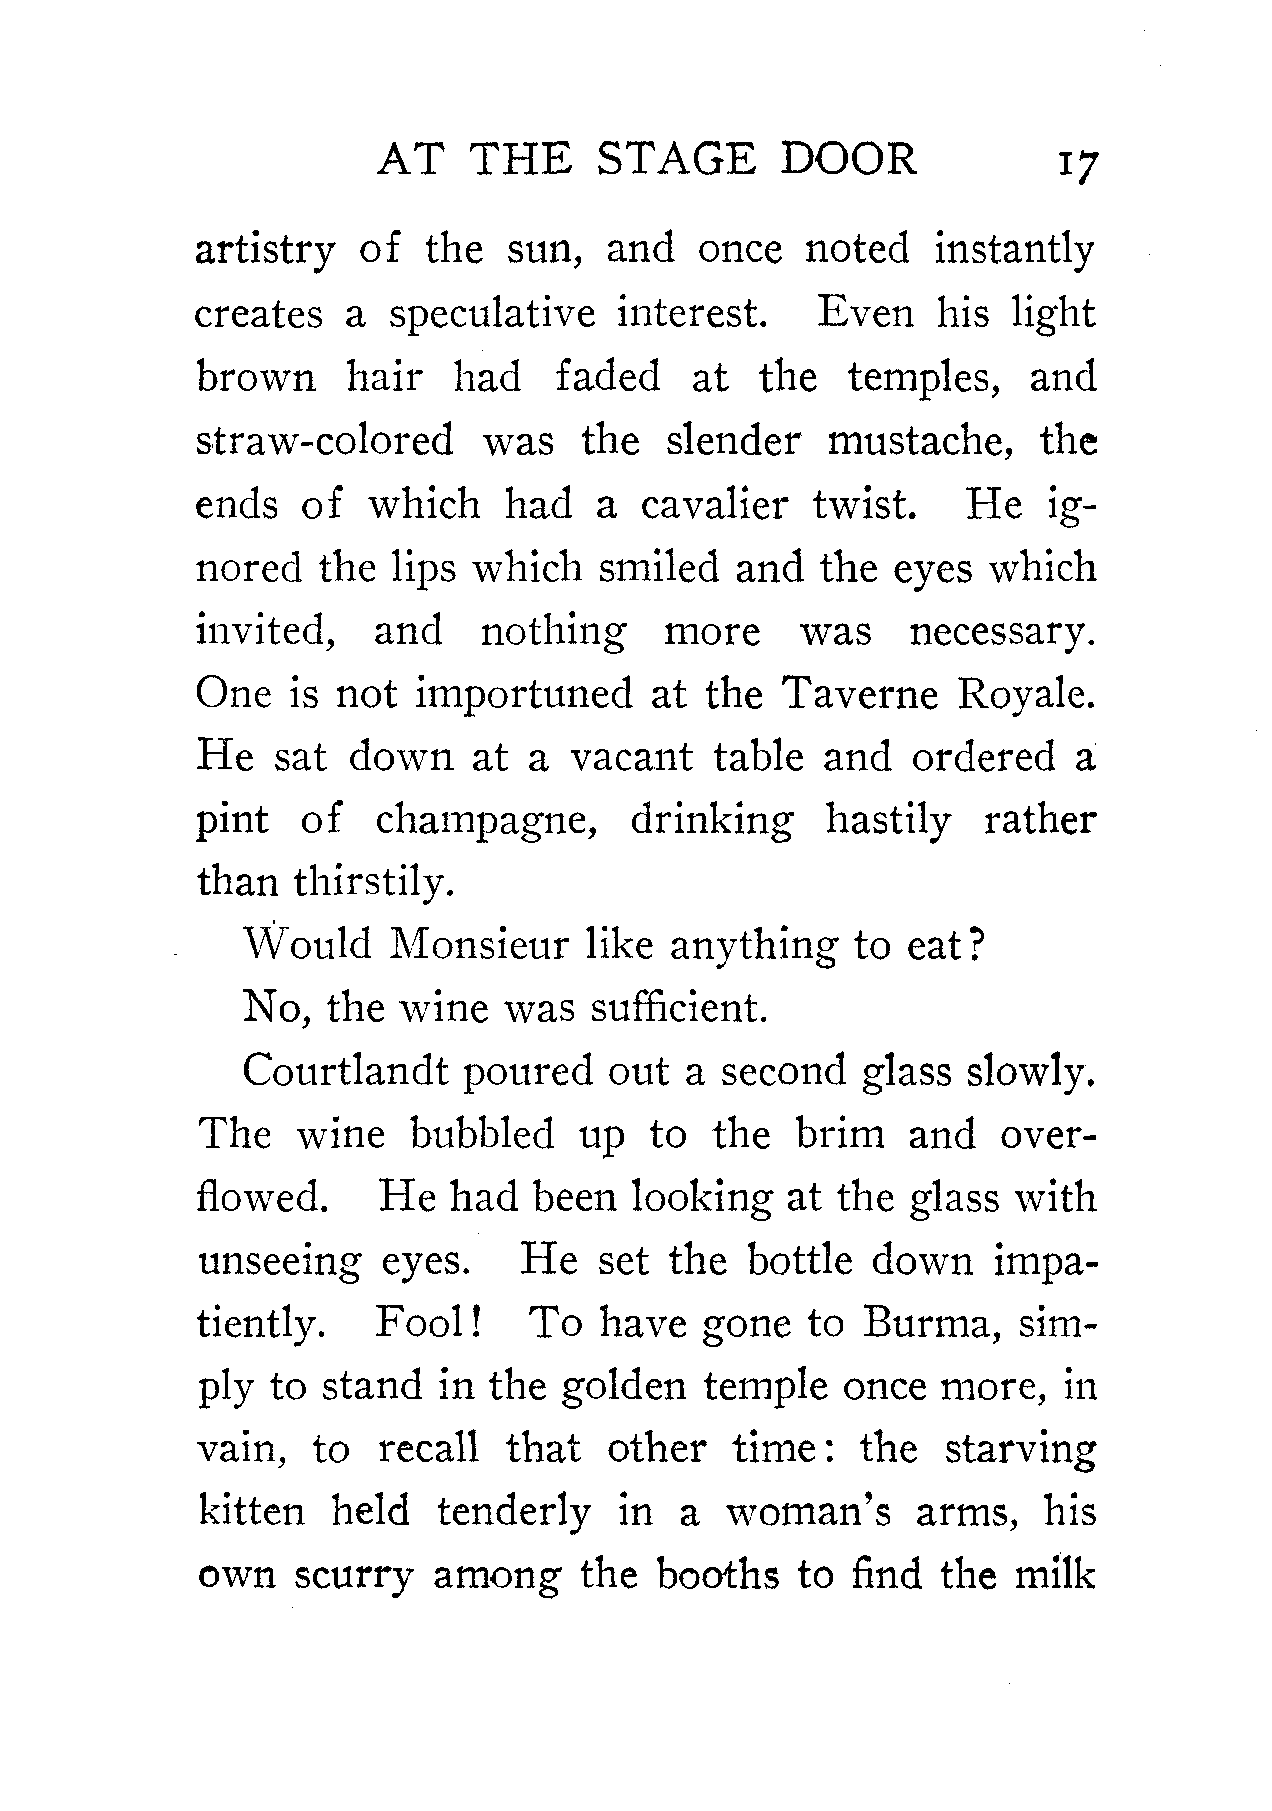 AT THE STAGE DOOR 17
artistry of the sun, and once noted instantly
creates a speculative interest. Even his light
brown hair had faded at the temples, and
straw-colored was the slender mustache, the
ends of which had a cavalier twist. He ig-
nored the lips which smiled and the eyes which
invited, and nothing more was necessary.
One is not importuned at the Taverne Royale.
He sat down at a vacant table and ordered a
pint of champagne, drinking hastily rather
than thirstily.
Would Monsieur like anything to eat?
No, the wine was sufficient.
Courtlandt poured out a second glass slowly.
The wine bubbled up to the brim and over-
flowed. He had been looking at the glass with
unseeing eyes. He set the bottle down impa-
tiently. Fool! To have gone to Burma, sim-
ply to stand in the golden temple once more, in
vain, to recall that other time: the starving
kitten held tenderly in a woman's arms, his
own scurry among the booths to find the milk